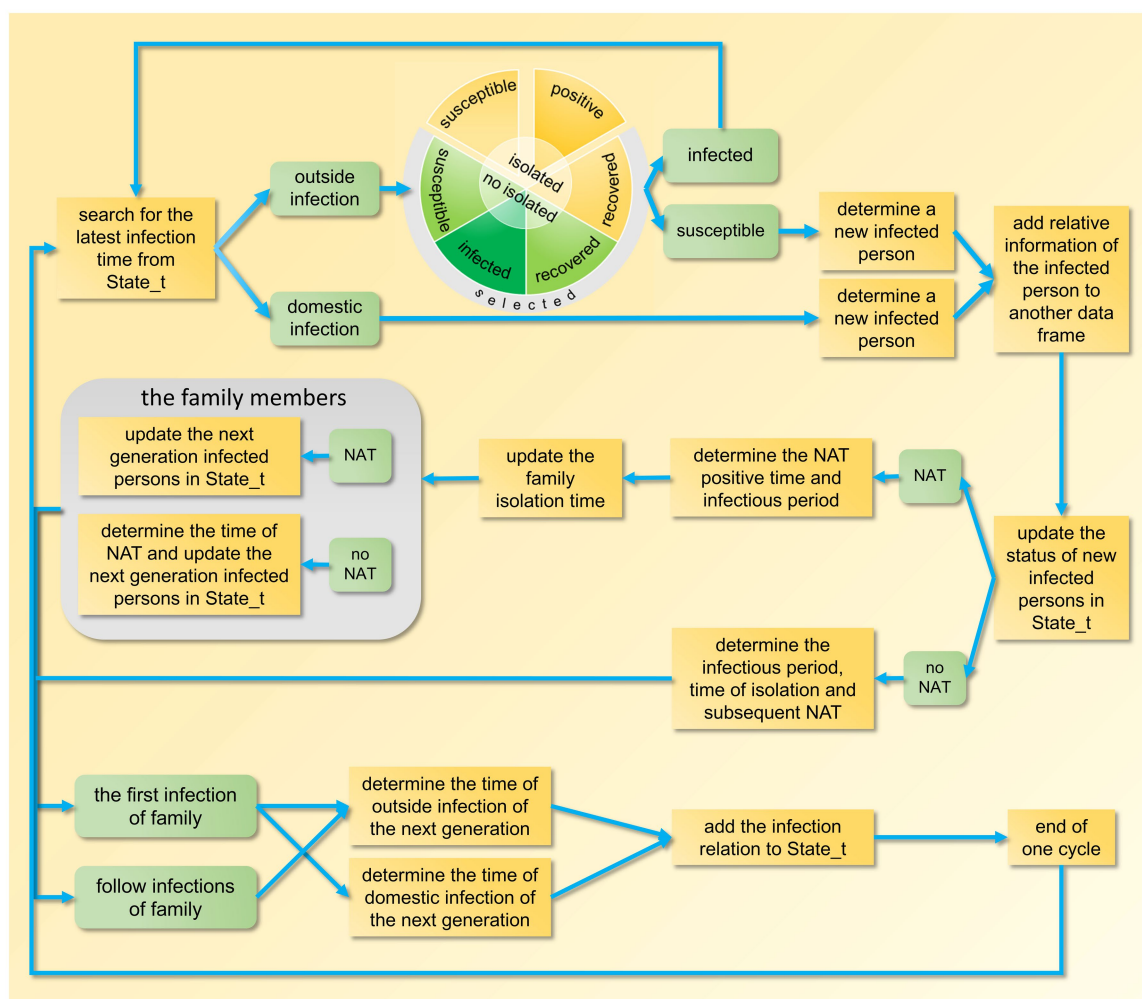 search for the
latest infection
time from
State_t
outside
infection
domestic
infection
susceptible
positive
susceptible
isolated
no isolated
recovered
infected
recovered
selected
infected
susceptible
determine a
new infected
person
determine a
new infected
person
add relative
information of
the infected
person to
another data
frame
the family members
update the next
generation infected
persons in State_t
NAT
determine the time of
NAT and update the
next generation infected
persons in State_t
no
NAT
update the
family
isolation time
determine the NAT
positive time and
infectious period
NAT
update the
status of new
infected
persons in
State_t
determine the
infectious period,
time of isolation and
subsequent NAT
no
NAT
the first infection
of family
follow infections
of family
determine the time of
outside infection of
the next generation
determine the time of
domestic infection of
the next generation
add the infection
relation to State_t
end of
one cycle